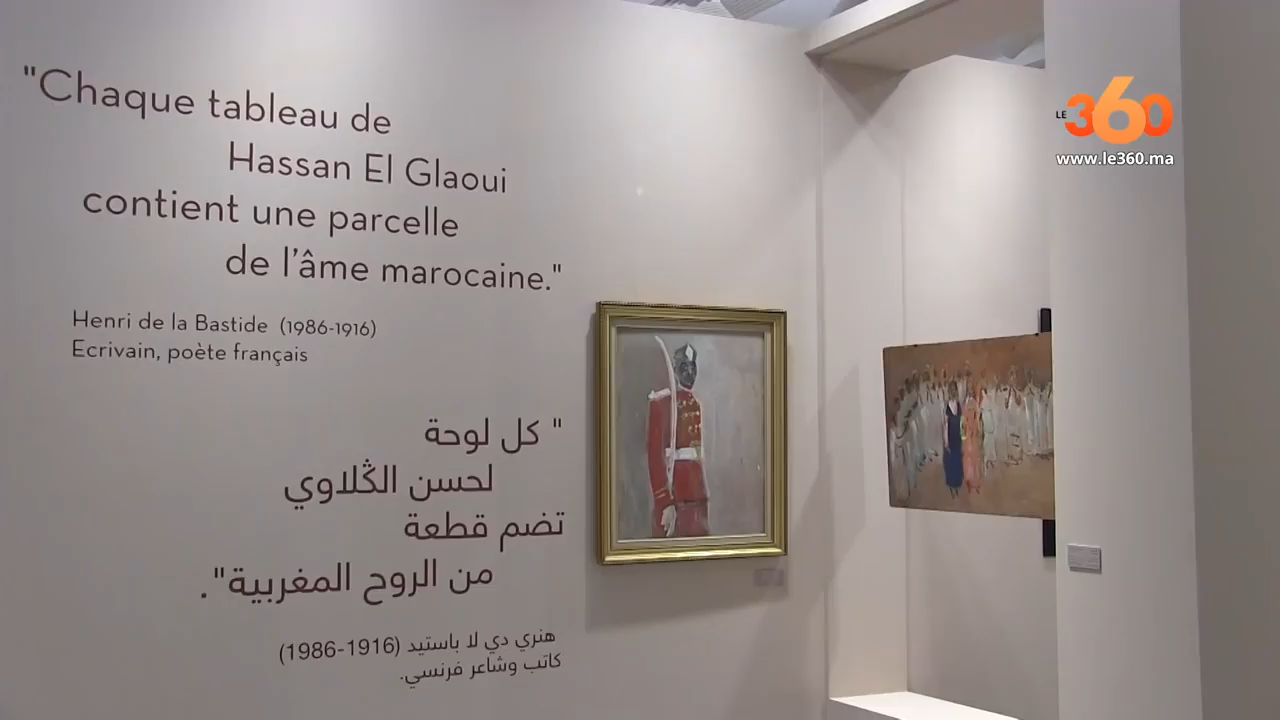 "Chaque tableau de
Hassan El Glaoui
contient une parcelle
de l'âme marocaine."
Henri de la Bastide (1986-1916)
Ecrivain, poète français
" كل لوحة
لحسن الڭلاوي
تضم قطعة
من الروح المغربية".
هنري دي لا باستيد (1916-1986)
كاتب وشاعر فرنسي.
LE 360
www.le360.ma